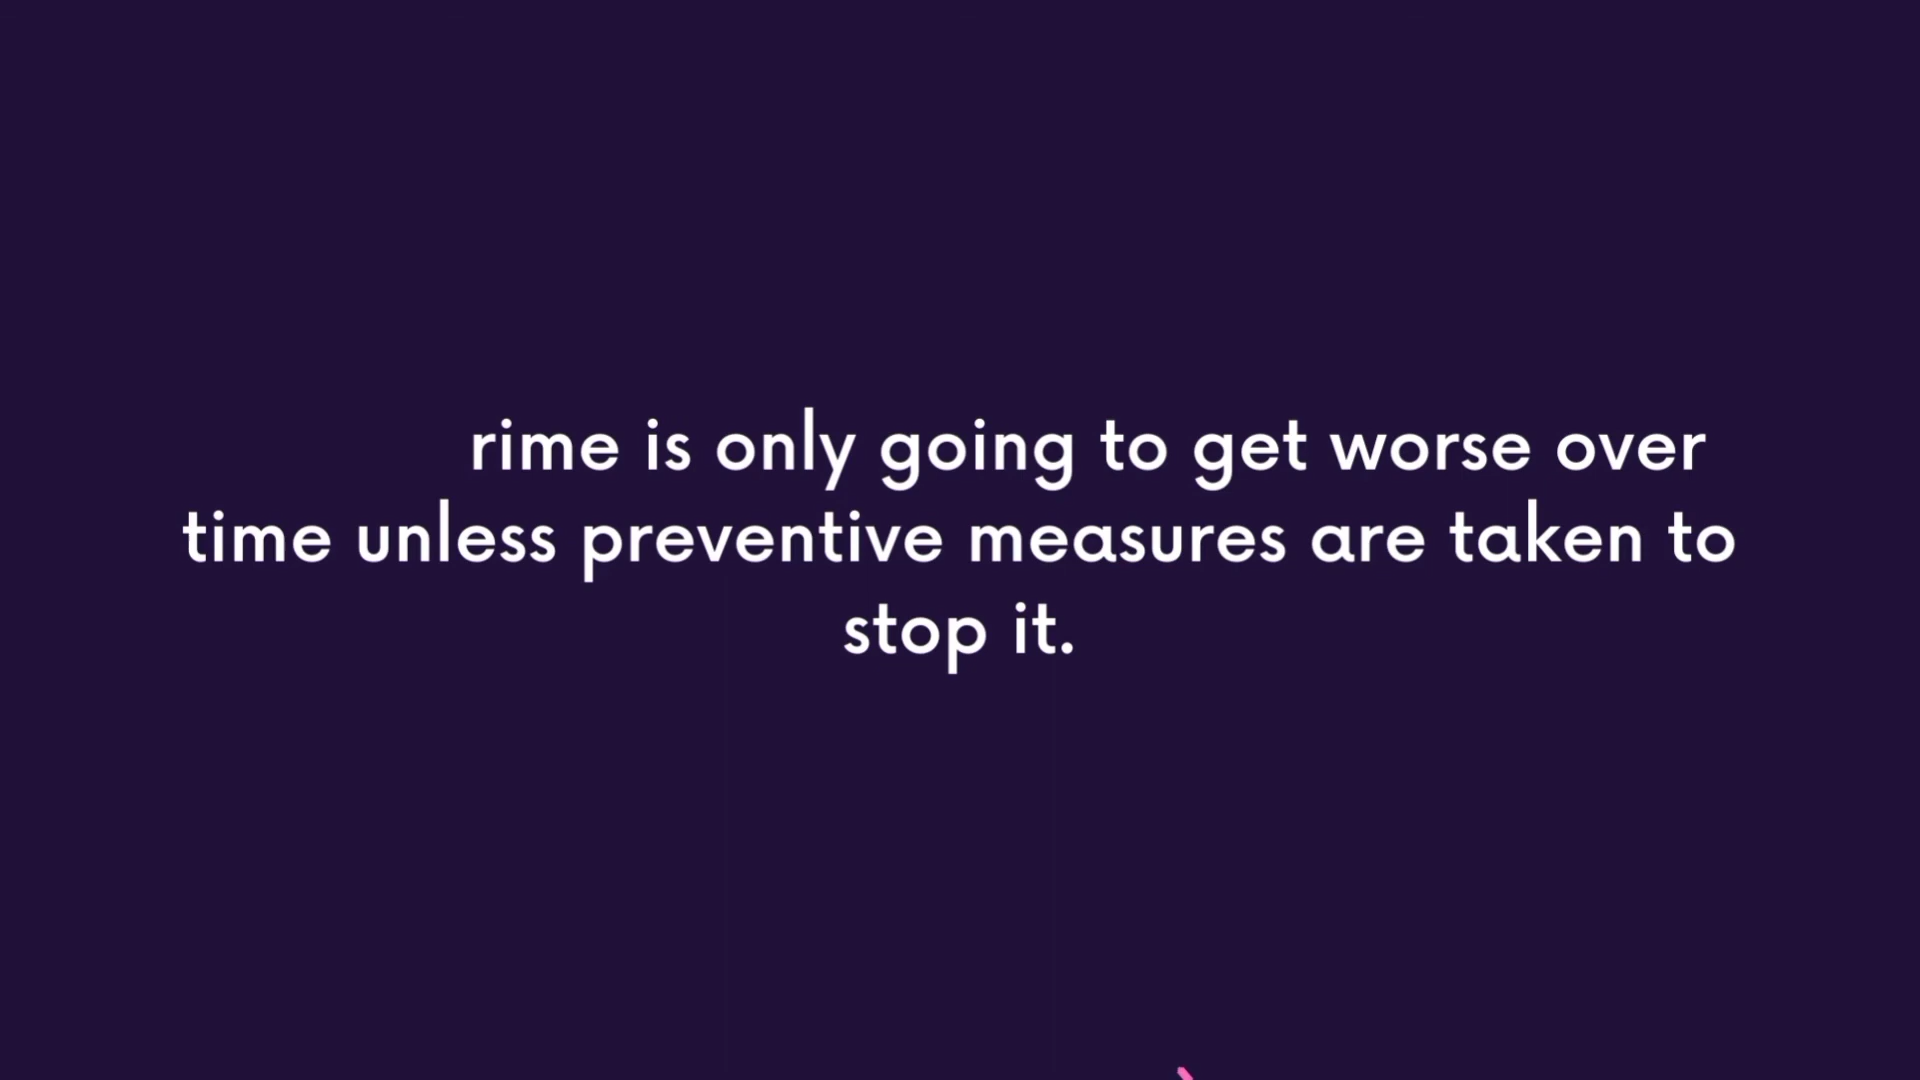 rime is only going to get worse over
time unless preventive measures are taken to
stop it.